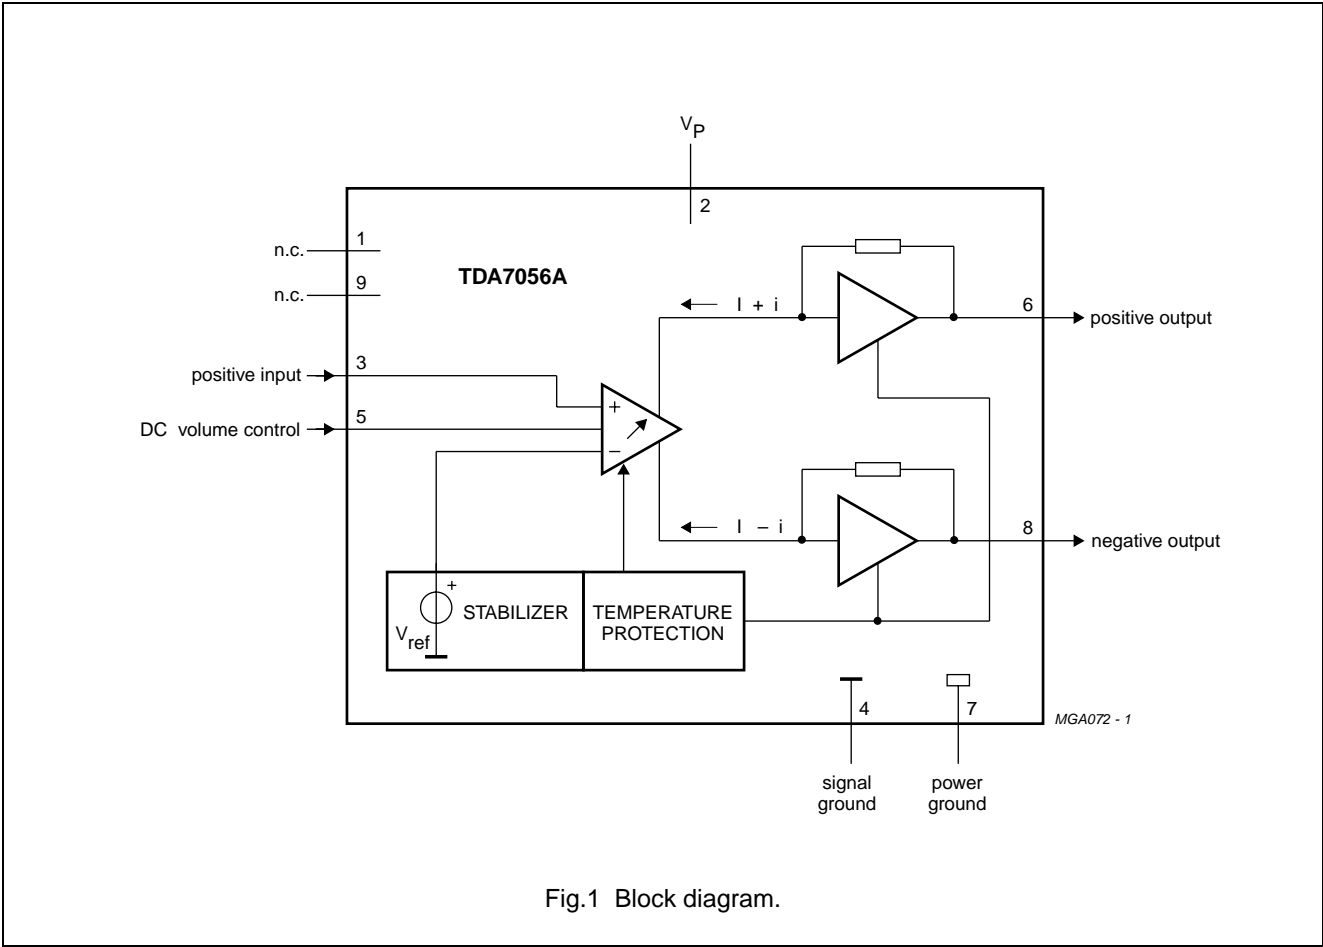 V_P
2
n.c.
1
TDA7056A
n.c.
9
I + i
6
positive output
positive input
3
+
DC volume control
5
−
I − i
8
negative output
+
STABILIZER
V_ref
TEMPERATURE
PROTECTION
4
7
MGA072 - 1
signal
ground
power
ground
Fig.1 Block diagram.